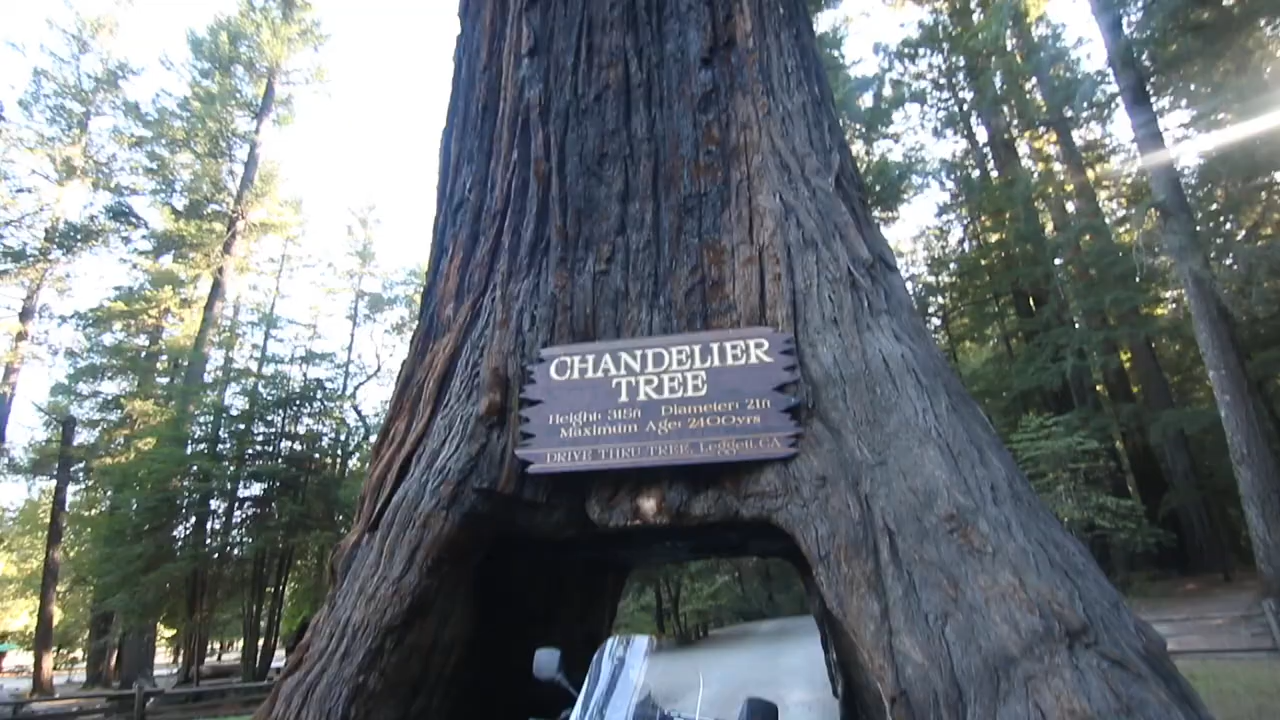 CHANDELIER
TREE
Height: 315ft Diameter: 21ft
Maximum Age: 2400yrs
DRIVE THRU TREE, Leggett, CA